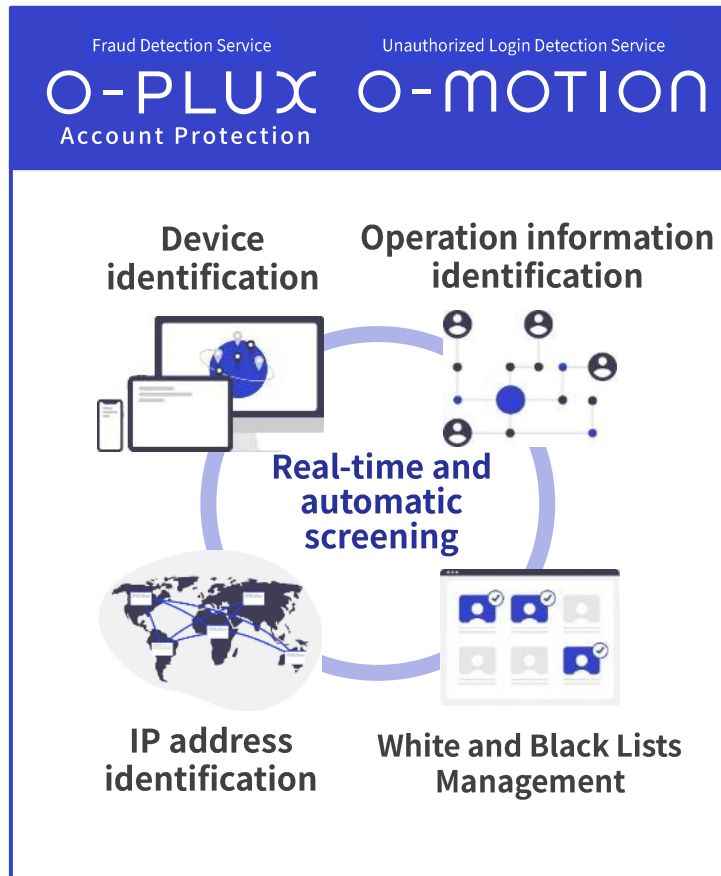 Fraud Detection Service
O-PLUX
Account Protection
Unauthorized Login Detection Service
O-MOTION
Device
identification
Operation information
identification
Real-time and
automatic
screening
IP address
identification
White and Black Lists
Management